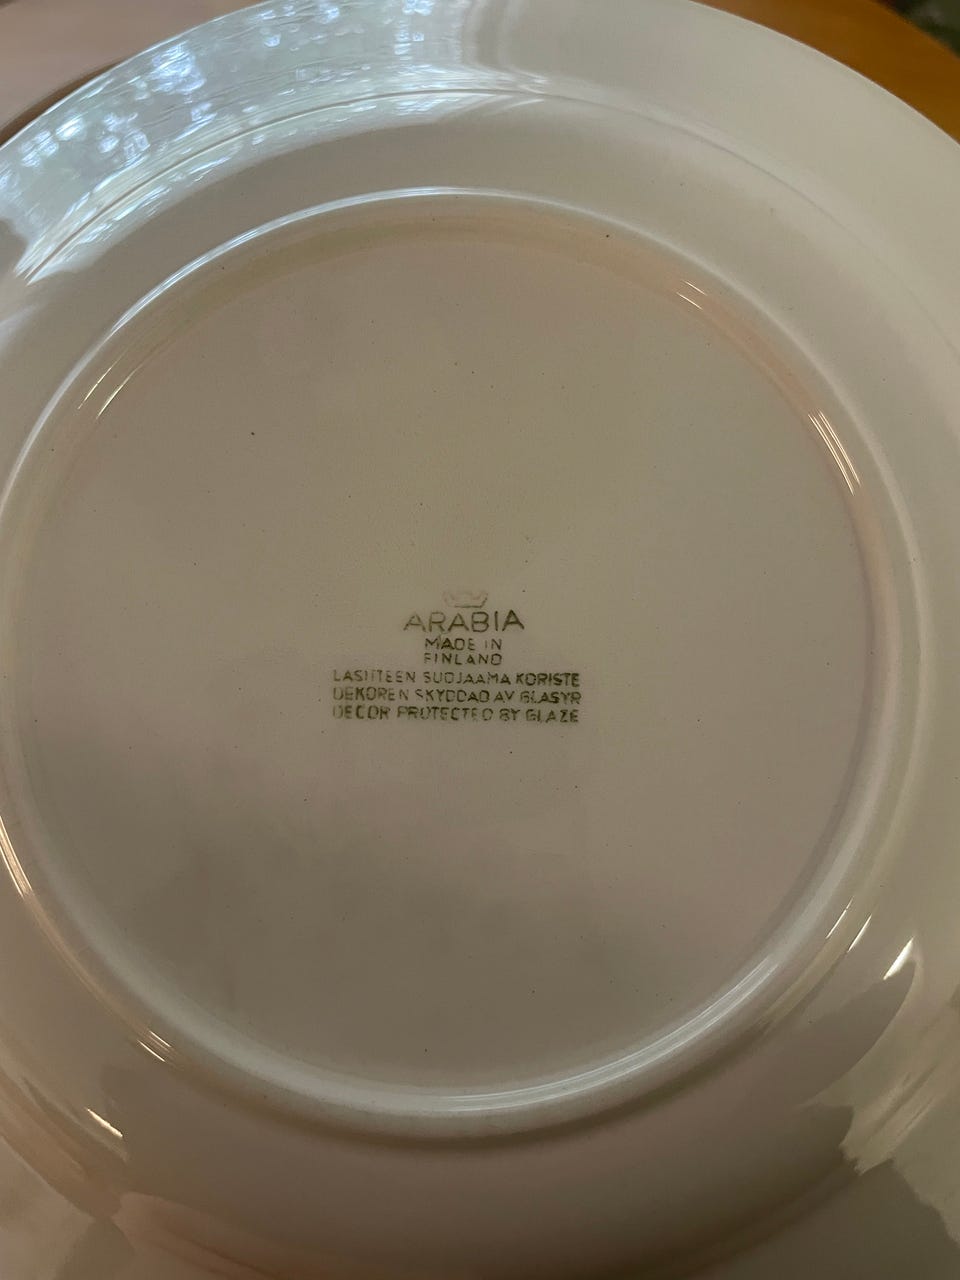 ARABIA
MADE IN
FINLAND
LASITTEEN SUOJAAMA KORISTE
DEKOREN SKYDDAD AV GLASYR
DECOR PROTECTED BY GLAZE